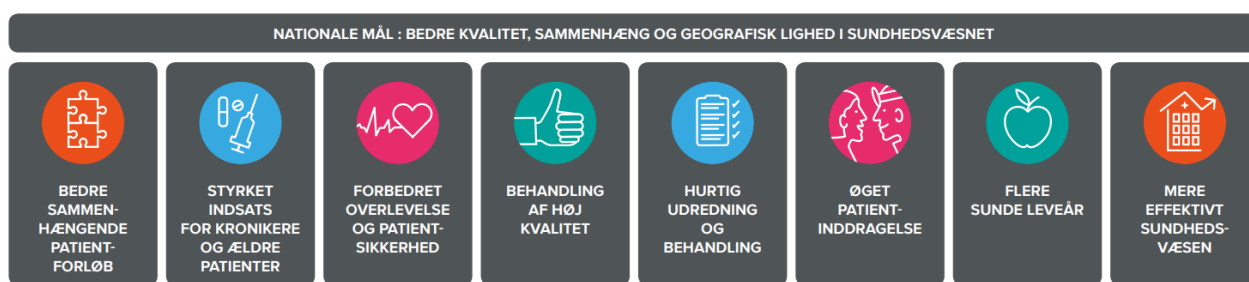 NATIONALE MÅL : BEDRE KVALITET, SAMMENHÆNG OG GEOGRAFISK LIGHED I SUNDHEDSVÆSNET
BEDRE
SAMMEN-
HÆNGENDE
PATIENT-
FORLØB
STYRKET
INDSATS
FOR KRONIKERE
OG ÆLDRE
PATIENTER
FORBEDRET
OVERLEVELSE
OG PATIENT-
SIKKERHED
BEHANDLING
AF HØJ
KVALITET
HURTIG
UDREDNING
OG
BEHANDLING
ØGET
PATIENT-
INDDRAGELSE
FLERE
SUNDE LEVEÅR
MERE
EFFEKTIVT
SUNDHEDS-
VÆSEN